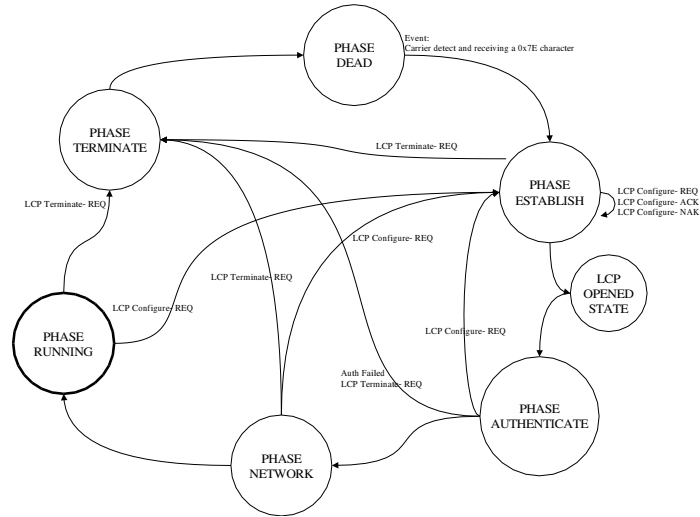 PHASE
DEAD
Event:
Carrier detect and receiving a 0x7E character
PHASE
TERMINATE
LCP Terminate- REQ
PHASE
ESTABLISH
LCP Configure- REQ
LCP Configure- ACK
LCP Configure- NAK
LCP Terminate- REQ
LCP Configure- REQ
LCP Terminate- REQ
LCP
OPENED
STATE
LCP Configure- REQ
LCP Configure- REQ
PHASE
RUNNING
Auth Failed
LCP Terminate- REQ
PHASE
AUTHENTICATE
PHASE
NETWORK